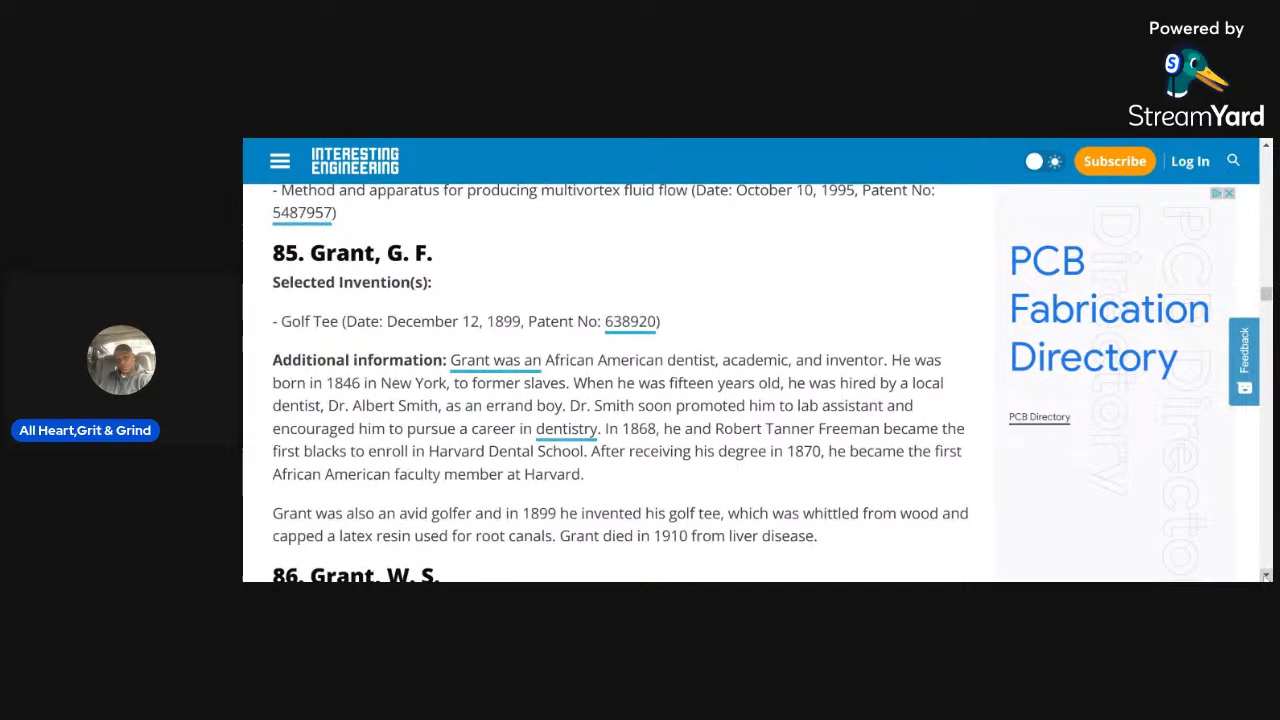 Powered by
StreamYard
INTERESTING
ENGINEERING
Subscribe
Log In
- Method and apparatus for producing multivortex fluid flow (Date: October 10, 1995, Patent No:
5487957)
85. Grant, G. F.
Selected Invention(s):
- Golf Tee (Date: December 12, 1899, Patent No: 638920)
Additional information: Grant was an African American dentist, academic, and inventor. He was
born in 1846 in New York, to former slaves. When he was fifteen years old, he was hired by a local
dentist, Dr. Albert Smith, as an errand boy. Dr. Smith soon promoted him to lab assistant and
encouraged him to pursue a career in dentistry. In 1868, he and Robert Tanner Freeman became the
first blacks to enroll in Harvard Dental School. After receiving his degree in 1870, he became the first
African American faculty member at Harvard.
Grant was also an avid golfer and in 1899 he invented his golf tee, which was whittled from wood and
capped a latex resin used for root canals. Grant died in 1910 from liver disease.
86. Grant, W. S.
PCB
Fabrication
Directory
PCB Directory
PCB Directo
Directory
Feedback
All Heart,Grit & Grind
S